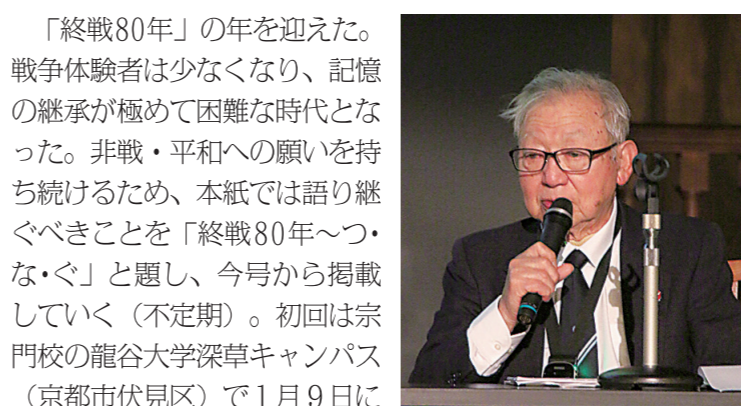 「終戦80年」の年を迎えた。
戦争体験者は少なくなり、記憶
の継承が極めて困難な時代とな
った。非戦・平和への願いを持
ち続けるため、本紙では語り継
ぐべきことを「終戦80年～つ・
な・ぐ」と題し、今号から掲載
していく（不定期）。初回は宗
門校の龍谷大学深草キャンパス
（京都市伏見区）で１月９日に